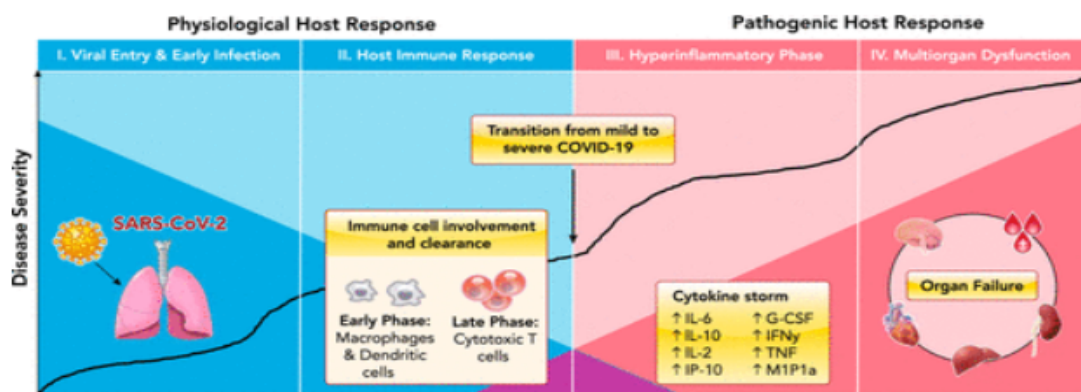 Physiological Host Response
Pathogenic Host Response
I. Viral Entry & Early Infection
II. Host Immune Response
III. Hyperinflammatory Phase
IV. Multiorgan Dysfunction
Disease Severity
Transition from mild to
severe COVID-19
SARS-CoV-2
Immune cell involvement
and clearance
Early Phase:
Macrophages
& Dendritic
cells
Late Phase:
Cytotoxic T
cells
Cytokine storm
↑ IL-6 ↑ G-CSF
↑ IL-10 ↑ IFNy
↑ IL-2 ↑ TNF
↑ IP-10 ↑ M1P1a
Organ Failure